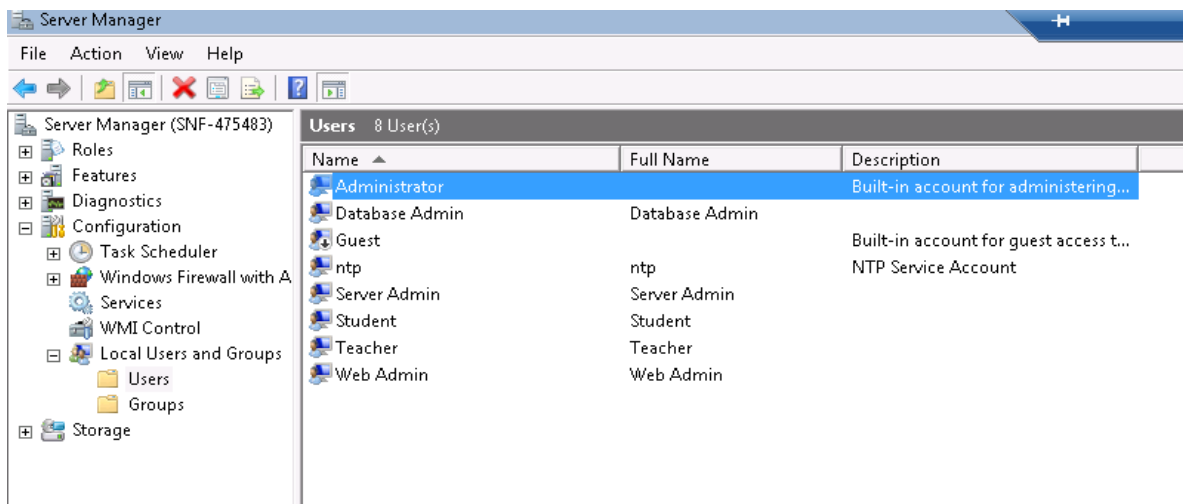 Server Manager
File Action View Help
Server Manager (SNF-475483)
Roles
Features
Diagnostics
Configuration
Task Scheduler
Windows Firewall with A
Services
WMI Control
Local Users and Groups
Users
Groups
Storage
Users 8 User(s)
Name Full Name Description
Administrator Built-in account for administering...
Database Admin Database Admin
Guest Built-in account for guest access t...
ntp ntp NTP Service Account
Server Admin Server Admin
Student Student
Teacher Teacher
Web Admin Web Admin